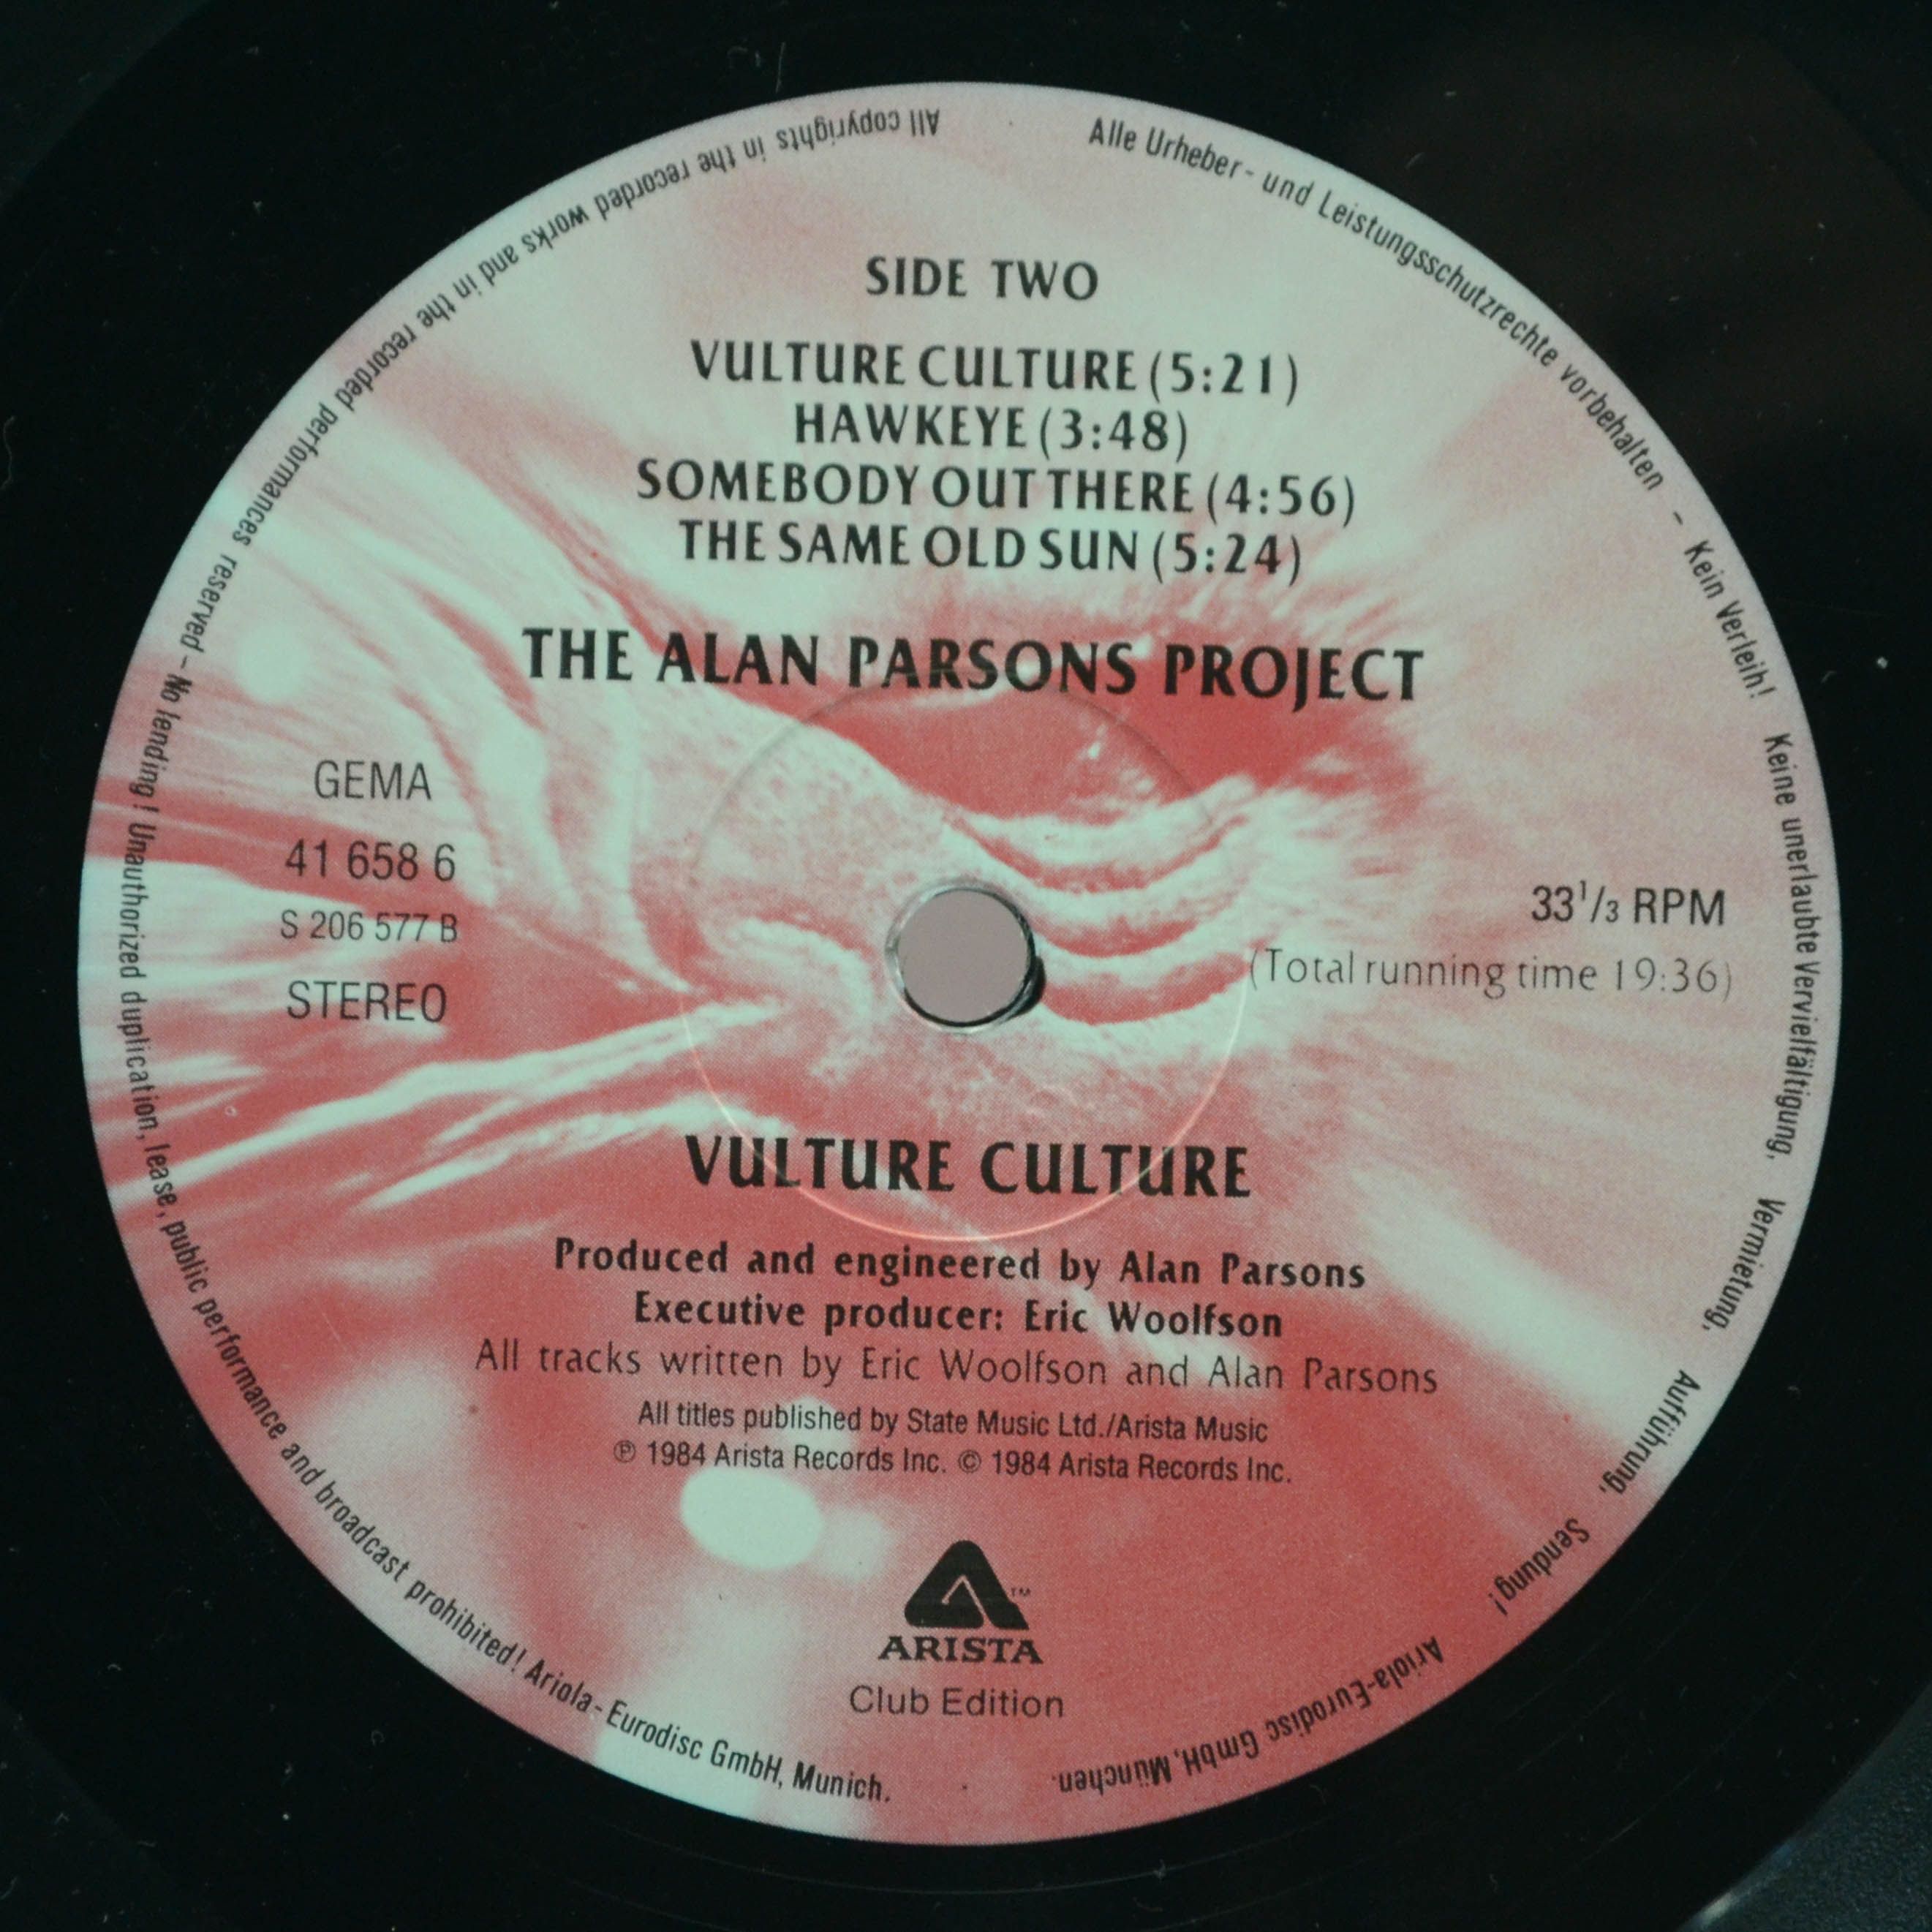 SIDE TWO
VULTURE CULTURE (5:21)
HAWKEYE (3:48)
SOMEBODY OUT THERE (4:56)
THE SAME OLD SUN (5:24)
THE ALAN PARSONS PROJECT
GEMA
41 658 6
S 206 577 B
STEREO
33 1/3 RPM
(Total running time 19:36)
VULTURE CULTURE
Produced and engineered by Alan Parsons
Executive producer: Eric Woolfson
All tracks written by Eric Woolfson and Alan Parsons
All titles published by State Music Ltd./Arista Music
℗ 1984 Arista Records Inc. © 1984 Arista Records Inc.
TM
ARISTA
Club Edition
Alle Urheber- und Leistungsschutzrechte vorbehalten - Kein Verleih! Keine unerlaubte Vervielfältigung, Vermietung, Aufführung, Sendung! Ariola-Eurodisc GmbH, München.
All copyrights in the recorded works and in the recorded performances reserved - No lending! Unauthorized duplication, lease, public performance and broadcast prohibited! Ariola-Eurodisc GmbH, Munich.